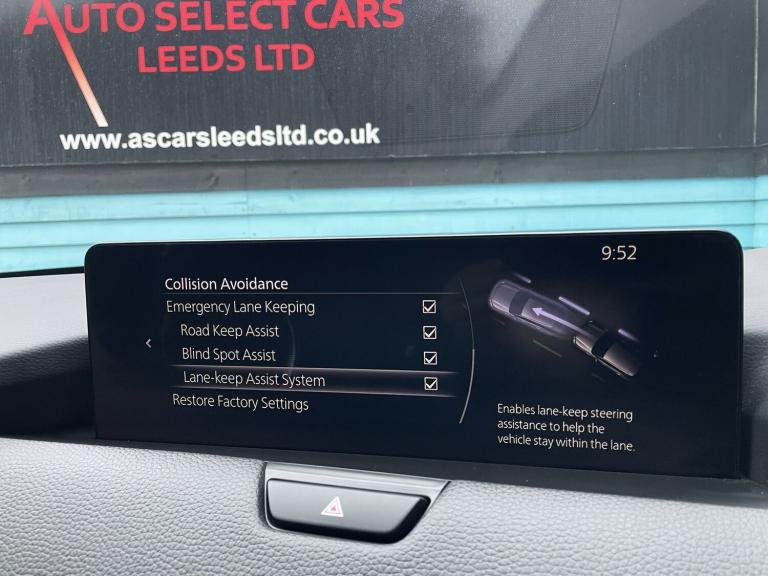 AUTO SELECT CARS
LEEDS LTD
www.ascarsleedsltd.co.uk
9:52
Collision Avoidance
Emergency Lane Keeping
Road Keep Assist
Blind Spot Assist
Lane-keep Assist System
Restore Factory Settings
Enables lane-keep steering
assistance to help the
vehicle stay within the lane.